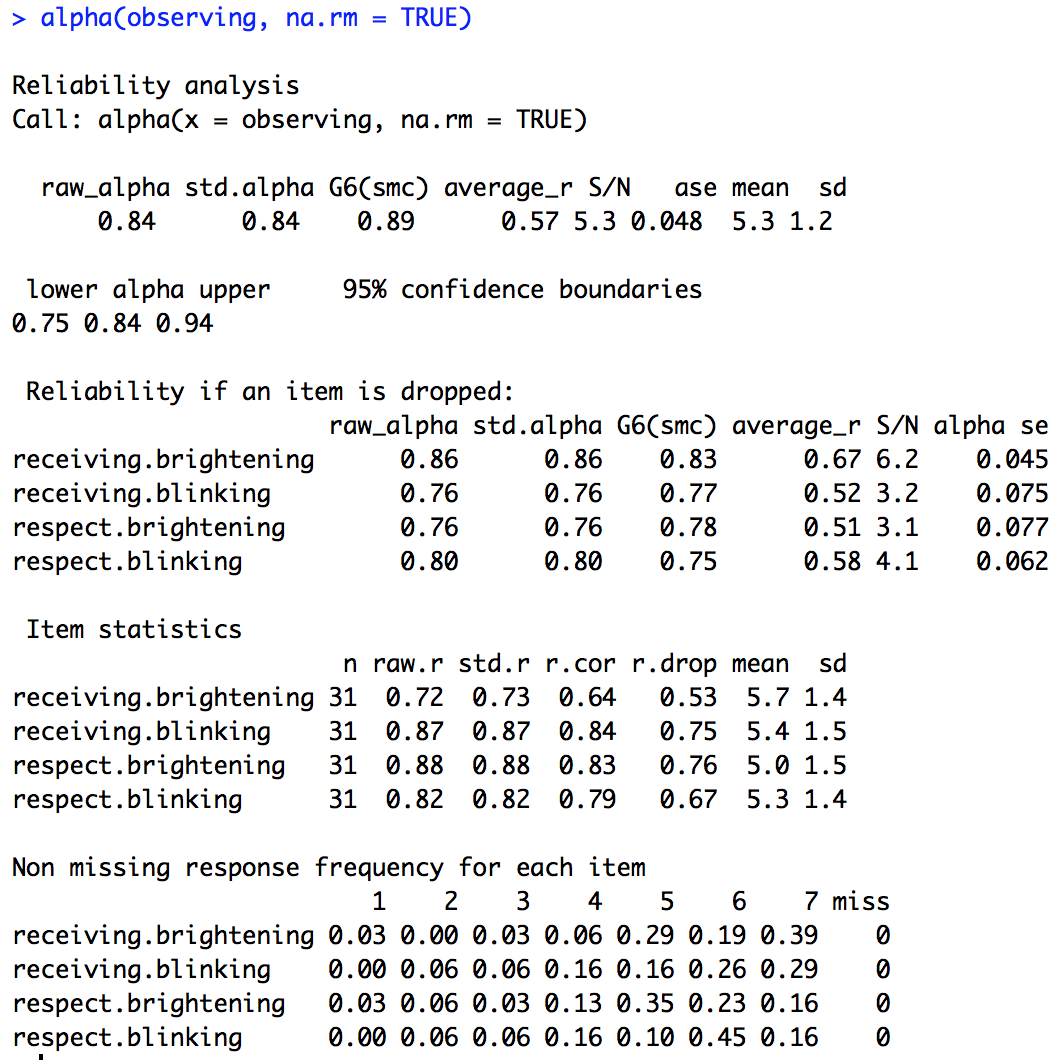 > alpha(observing, na.rm = TRUE)
Reliability analysis
Call: alpha(x = observing, na.rm = TRUE)
raw_alpha std.alpha G6(smc) average_r S/N ase mean sd
0.84 0.84 0.89 0.57 5.3 0.048 5.3 1.2
lower alpha upper 95% confidence boundaries
0.75 0.84 0.94
Reliability if an item is dropped:
raw_alpha std.alpha G6(smc) average_r S/N alpha se
receiving.brightening 0.86 0.86 0.83 0.67 6.2 0.045
receiving.blinking 0.76 0.76 0.77 0.52 3.2 0.075
respect.brightening 0.76 0.76 0.78 0.51 3.1 0.077
respect.blinking 0.80 0.80 0.75 0.58 4.1 0.062
Item statistics
n raw.r std.r r.cor r.drop mean sd
receiving.brightening 31 0.72 0.73 0.64 0.53 5.7 1.4
receiving.blinking 31 0.87 0.87 0.84 0.75 5.4 1.5
respect.brightening 31 0.88 0.88 0.83 0.76 5.0 1.5
respect.blinking 31 0.82 0.82 0.79 0.67 5.3 1.4
Non missing response frequency for each item
1 2 3 4 5 6 7 miss
receiving.brightening 0.03 0.00 0.03 0.06 0.29 0.19 0.39 0
receiving.blinking 0.00 0.06 0.06 0.16 0.16 0.26 0.29 0
respect.brightening 0.03 0.06 0.03 0.13 0.35 0.23 0.16 0
respect.blinking 0.00 0.06 0.06 0.16 0.10 0.45 0.16 0